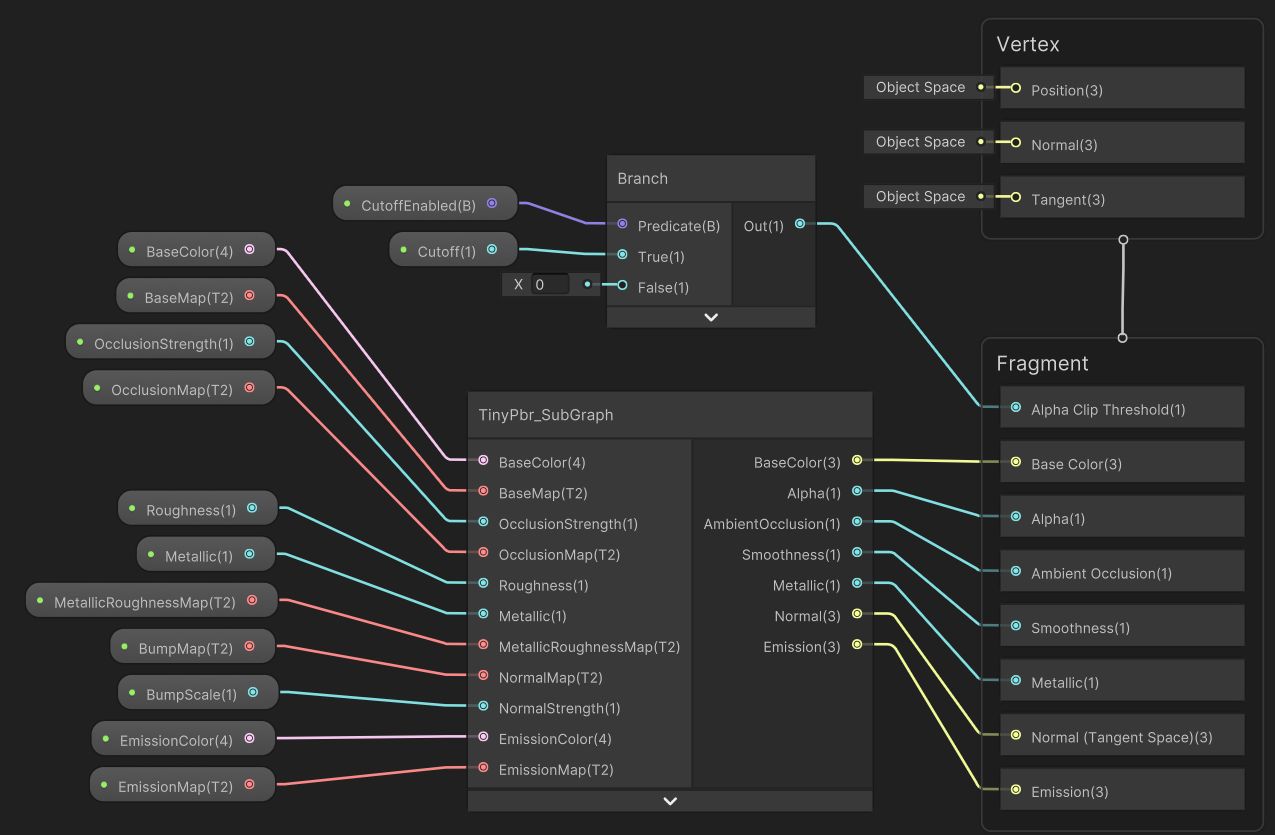 Vertex
Object Space
Position(3)
Object Space
Normal(3)
Object Space
Tangent(3)
Branch
CutoffEnabled(B)
Cutoff(1)
X 0
Predicate(B)
True(1)
False(1)
Out(1)
BaseColor(4)
BaseMap(T2)
OcclusionStrength(1)
OcclusionMap(T2)
Roughness(1)
Metallic(1)
MetallicRoughnessMap(T2)
BumpMap(T2)
BumpScale(1)
EmissionColor(4)
EmissionMap(T2)
TinyPbr_SubGraph
BaseColor(4)
BaseMap(T2)
OcclusionStrength(1)
OcclusionMap(T2)
Roughness(1)
Metallic(1)
MetallicRoughnessMap(T2)
NormalMap(T2)
NormalStrength(1)
EmissionColor(4)
EmissionMap(T2)
BaseColor(3)
Alpha(1)
AmbientOcclusion(1)
Smoothness(1)
Metallic(1)
Normal(3)
Emission(3)
Fragment
Alpha Clip Threshold(1)
Base Color(3)
Alpha(1)
Ambient Occlusion(1)
Smoothness(1)
Metallic(1)
Normal (Tangent Space)(3)
Emission(3)